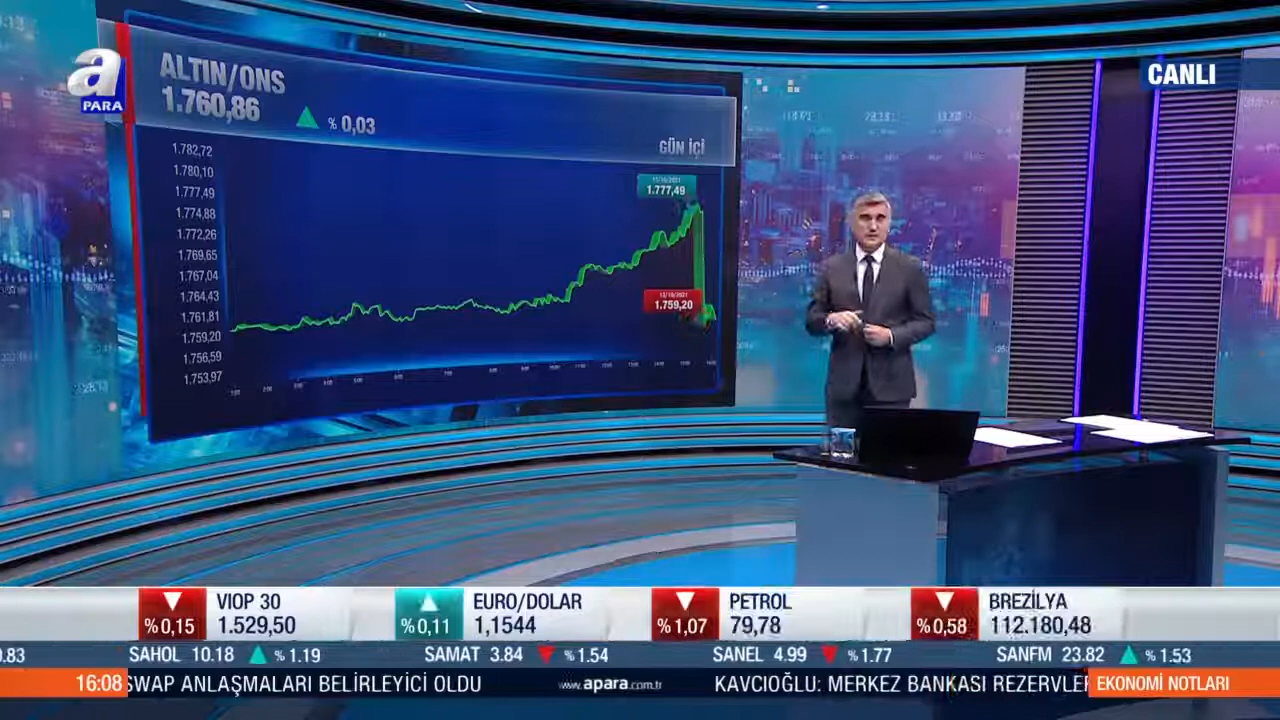 a
PARA
ALTIN/ONS
1.760,86
% 0,03
GÜN İÇİ
CANLI
1.782,72
1.780,10
1.777,49
1.774,88
1.772,26
1.769,65
1.767,04
1.764,43
1.761,81
1.759,20
1.756,59
1.753,97
1.777,49
1.759,20
VIOP 30
% 0,15
1.529,50
EURO/DOLAR
% 0,11
1,1544
PETROL
% 1,07
79,78
BREZİLYA
% 0,58
112.180,48
0.83 SAHOL 10.18 % 1.19 SAMAT 3.84 % 1.54 SANEL 4.99 % 1.77 SANFM 23.82 % 1.53
16:08 SWAP ANLAŞMALARI BELİRLEYİCİ OLDU www.apara.com.tr KAVCIOĞLU: MERKEZ BANKASI REZERVLER EKONOMİ NOTLARI